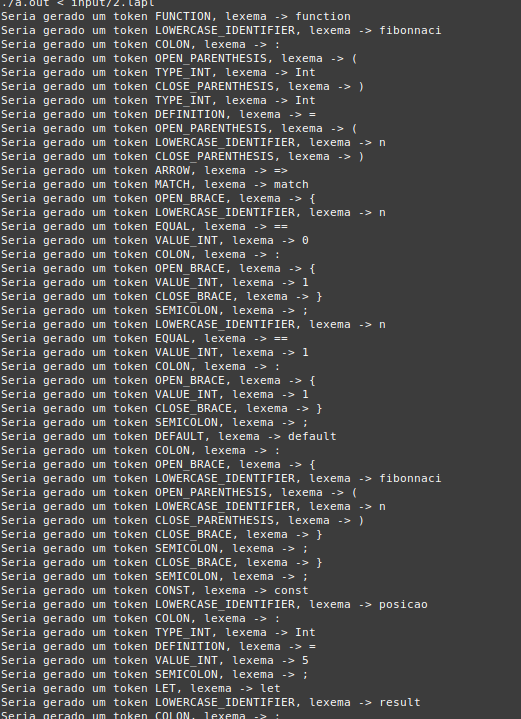 ./a.out < input/2.lapl
Seria gerado um token FUNCTION, lexema -> function
Seria gerado um token LOWERCASE_IDENTIFIER, lexema -> fibonnaci
Seria gerado um token COLON, lexema -> :
Seria gerado um token OPEN_PARENTHESIS, lexema -> (
Seria gerado um token TYPE_INT, lexema -> Int
Seria gerado um token CLOSE_PARENTHESIS, lexema -> )
Seria gerado um token TYPE_INT, lexema -> Int
Seria gerado um token DEFINITION, lexema -> =
Seria gerado um token OPEN_PARENTHESIS, lexema -> (
Seria gerado um token LOWERCASE_IDENTIFIER, lexema -> n
Seria gerado um token CLOSE_PARENTHESIS, lexema -> )
Seria gerado um token ARROW, lexema -> =>
Seria gerado um token MATCH, lexema -> match
Seria gerado um token OPEN_BRACE, lexema -> {
Seria gerado um token LOWERCASE_IDENTIFIER, lexema -> n
Seria gerado um token EQUAL, lexema -> ==
Seria gerado um token VALUE_INT, lexema -> 0
Seria gerado um token COLON, lexema -> :
Seria gerado um token OPEN_BRACE, lexema -> {
Seria gerado um token VALUE_INT, lexema -> 1
Seria gerado um token CLOSE_BRACE, lexema -> }
Seria gerado um token SEMICOLON, lexema -> ;
Seria gerado um token LOWERCASE_IDENTIFIER, lexema -> n
Seria gerado um token EQUAL, lexema -> ==
Seria gerado um token VALUE_INT, lexema -> 1
Seria gerado um token COLON, lexema -> :
Seria gerado um token OPEN_BRACE, lexema -> {
Seria gerado um token VALUE_INT, lexema -> 1
Seria gerado um token CLOSE_BRACE, lexema -> }
Seria gerado um token SEMICOLON, lexema -> ;
Seria gerado um token DEFAULT, lexema -> default
Seria gerado um token COLON, lexema -> :
Seria gerado um token OPEN_BRACE, lexema -> {
Seria gerado um token LOWERCASE_IDENTIFIER, lexema -> fibonnaci
Seria gerado um token OPEN_PARENTHESIS, lexema -> (
Seria gerado um token LOWERCASE_IDENTIFIER, lexema -> n
Seria gerado um token CLOSE_PARENTHESIS, lexema -> )
Seria gerado um token CLOSE_BRACE, lexema -> }
Seria gerado um token SEMICOLON, lexema -> ;
Seria gerado um token CLOSE_BRACE, lexema -> }
Seria gerado um token SEMICOLON, lexema -> ;
Seria gerado um token CONST, lexema -> const
Seria gerado um token LOWERCASE_IDENTIFIER, lexema -> posicao
Seria gerado um token COLON, lexema -> :
Seria gerado um token TYPE_INT, lexema -> Int
Seria gerado um token DEFINITION, lexema -> =
Seria gerado um token VALUE_INT, lexema -> 5
Seria gerado um token SEMICOLON, lexema -> ;
Seria gerado um token LET, lexema -> let
Seria gerado um token LOWERCASE_IDENTIFIER, lexema -> result
Seria gerado um token COLON, lexema -> :